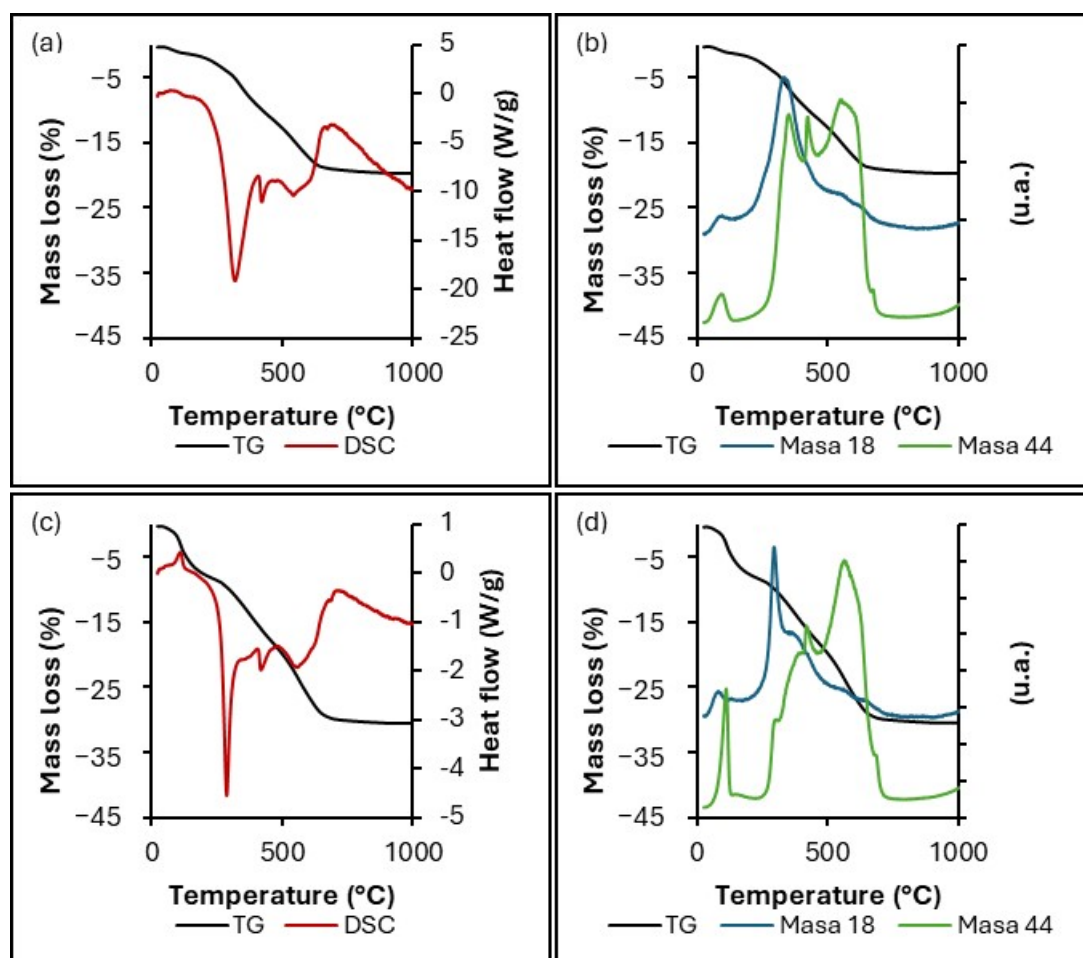 (a)
−5
−15
−25
−35
−45
Mass loss (%)
5
0
-5
-10
-15
-20
-25
Heat flow (W/g)
0 500 1000
Temperature (°C)
TG DSC
(b)
−5
−15
−25
−35
−45
Mass loss (%)
(u.a.)
0 500 1000
Temperature (°C)
TG Masa 18 Masa 44
(c)
−5
−15
−25
−35
−45
Mass loss (%)
1
0
-1
-2
-3
-4
-5
Heat flow (W/g)
0 500 1000
Temperature (°C)
TG DSC
(d)
−5
−15
−25
−35
−45
Mass loss (%)
(u.a.)
0 500 1000
Temperature (°C)
TG Masa 18 Masa 44